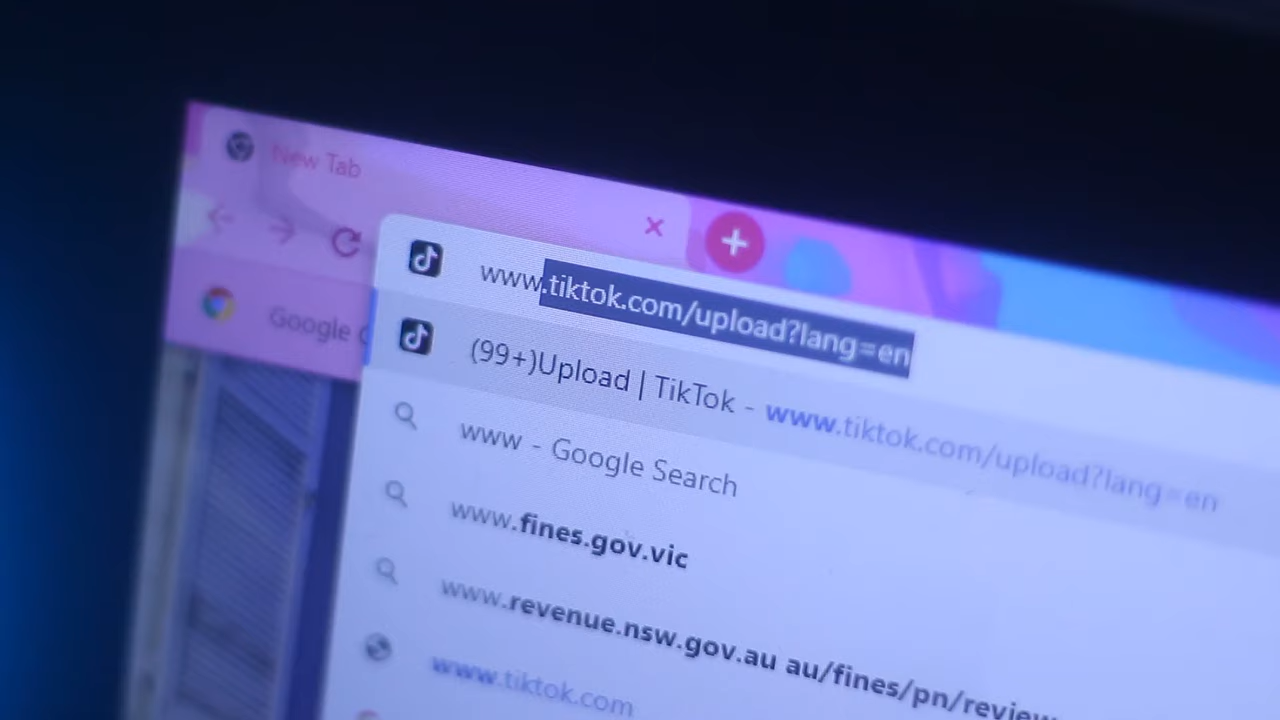 New Tab
www.tiktok.com/upload?lang=en
Google
(99+)Upload | TikTok - www.tiktok.com/upload?lang=en
www - Google Search
www.fines.gov.vic
www.revenue.nsw.gov.au au/fines/pn/review
www.tiktok.com